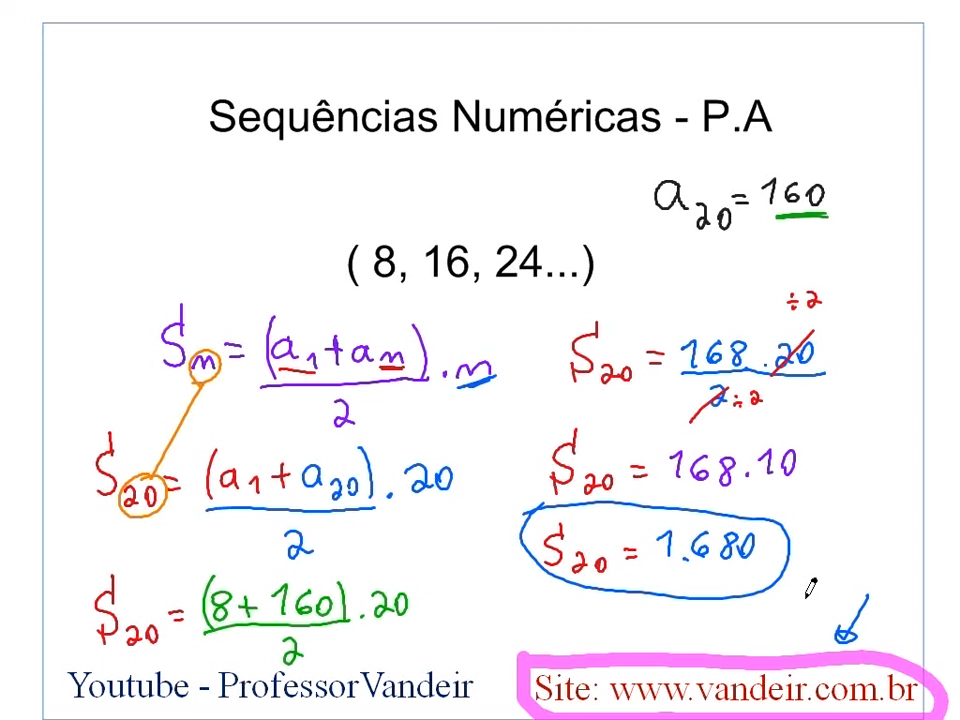 Sequências Numéricas - P.A
a₂₀ = 160
( 8, 16, 24...)
Sₙ = (a₁ + aₙ) . n
2
S₂₀ = (a₁ + a₂₀) . 20
2
S₂₀ = (8 + 160) . 20
2
÷ 2
S₂₀ = 168 . 20
2 ÷ 2
S₂₀ = 168 . 10
S₂₀ = 1.680
Youtube - ProfessorVandeir
Site: www.vandeir.com.br